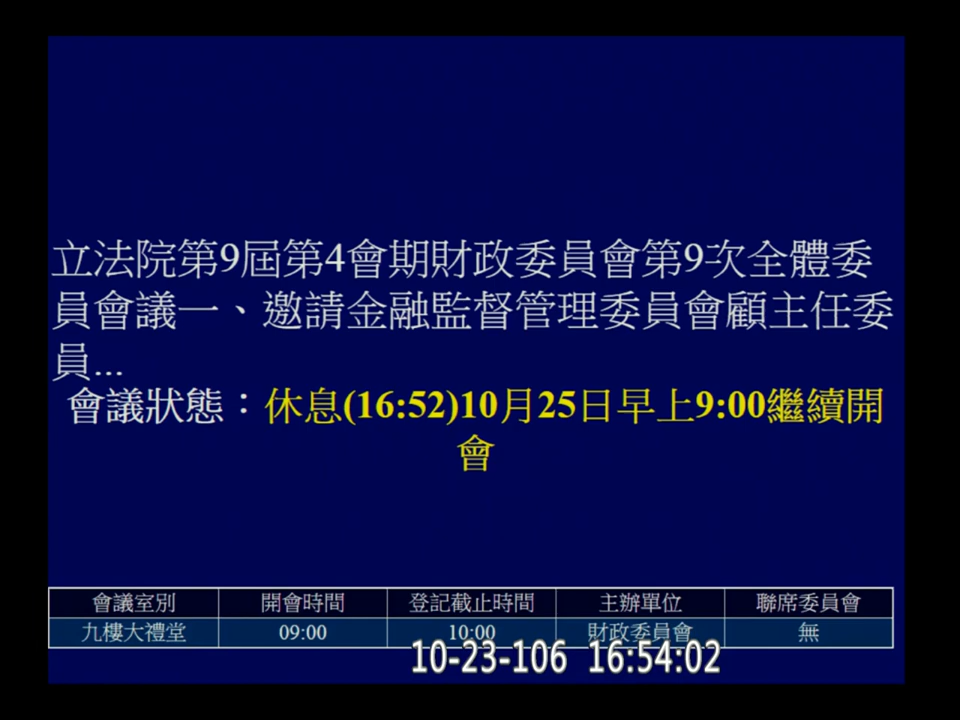 立法院第9屆第4會期財政委員會第9次全體委
員會議一、邀請金融監督管理委員會顧主任委
員...
會議狀態：休息(16:52)10月25日早上9:00繼續開
會
會議室別 開會時間 登記截止時間 主辦單位 聯席委員會
九樓大禮堂 09:00 10:00 財政委員會 無
10-23-106 16:54:02